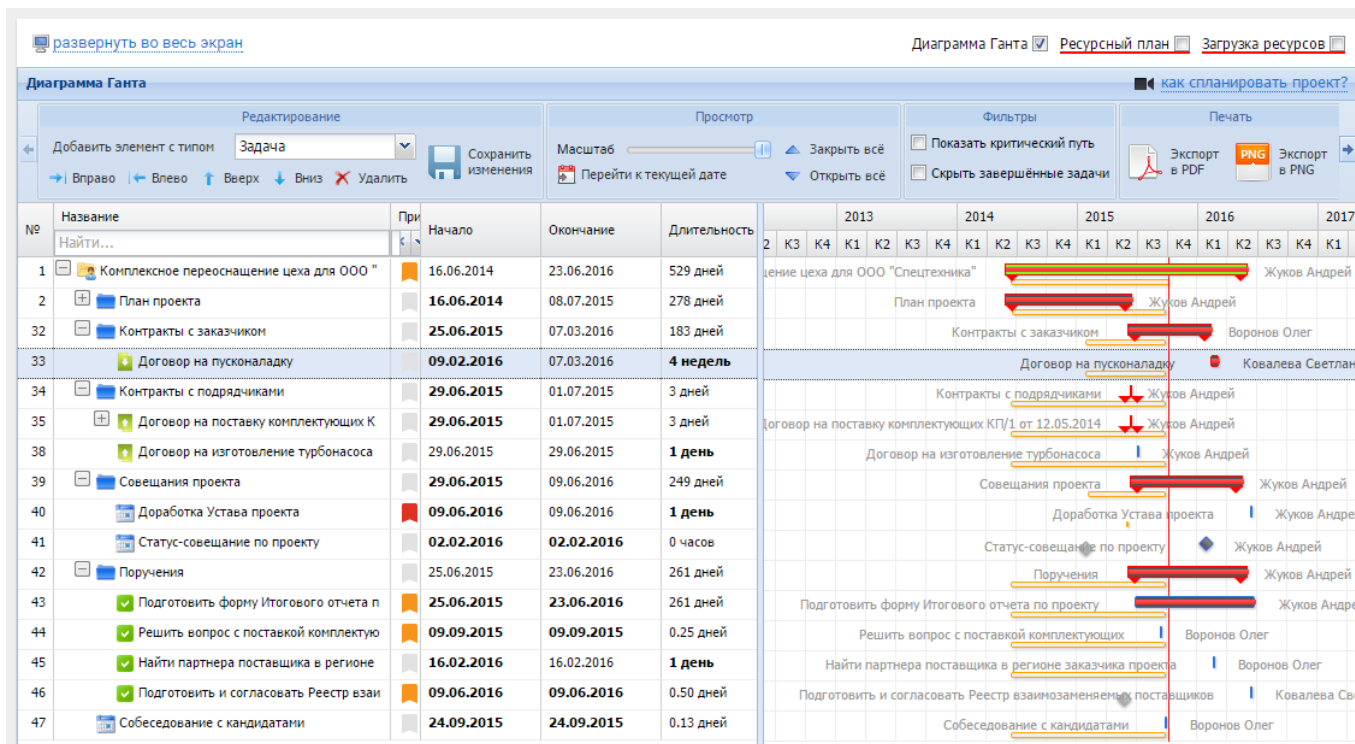 развернуть во весь экран
Диаграмма Ганта Ресурсный план Загрузка ресурсов
Диаграмма Ганта как спланировать проект?
Редактирование Просмотр Фильтры Печать
Добавить элемент с типом Задача Сохранить изменения Масштаб Закрыть всё Показать критический путь Экспорт в PDF PNG Экспорт в PNG
Вправо Влево Вверх Вниз Удалить Перейти к текущей дате Открыть всё Скрыть завершённые задачи
№ Название При Начало Окончание Длительность 2013 2014 2015 2016 2017
Найти... 2 К3 К4 К1 К2 К3 К4 К1 К2 К3 К4 К1 К2 К3 К4 К1 К2 К3 К4 К1
1 Комплексное переоснащение цеха для ООО " 16.06.2014 23.06.2016 529 дней цение цеха для ООО "Спецтехника" Жуков Андрей
2 План проекта 16.06.2014 08.07.2015 278 дней План проекта Жуков Андрей
32 Контракты с заказчиком 25.06.2015 07.03.2016 183 дней Контракты с заказчиком Воронов Олег
33 Договор на пусконаладку 09.02.2016 07.03.2016 4 недель Договор на пусконаладку Ковалева Светлан
34 Контракты с подрядчиками 29.06.2015 01.07.2015 3 дней Контракты с подрядчиками Жуков Андрей
35 Договор на поставку комплектующих К 29.06.2015 01.07.2015 3 дней Договор на поставку комплектующих КП/1 от 12.05.2014 Жуков Андрей
38 Договор на изготовление турбонасоса 29.06.2015 29.06.2015 1 день Договор на изготовление турбонасоса Жуков Андрей
39 Совещания проекта 29.06.2015 09.06.2016 249 дней Совещания проекта Жуков Андрей
40 Доработка Устава проекта 09.06.2016 09.06.2016 1 день Доработка Устава проекта Жуков Андре
41 Статус-совещание по проекту 02.02.2016 02.02.2016 0 часов Статус-совещание по проекту Жуков Андрей
42 Поручения 25.06.2015 23.06.2016 261 дней Поручения Жуков Андрей
43 Подготовить форму Итогового отчета п 25.06.2015 23.06.2016 261 дней Подготовить форму Итогового отчета по проекту Жуков Андре
44 Решить вопрос с поставкой комплектую 09.09.2015 09.09.2015 0.25 дней Решить вопрос с поставкой комплектующих Воронов Олег
45 Найти партнера поставщика в регионе 16.02.2016 16.02.2016 1 день Найти партнера поставщика в регионе заказчика проекта Воронов Олег
46 Подготовить и согласовать Реестр взаи 09.06.2016 09.06.2016 0.50 дней Подготовить и согласовать Реестр взаимозаменяемых поставщиков Ковалева Св
47 Собеседование с кандидатами 24.09.2015 24.09.2015 0.13 дней Собеседование с кандидатами Воронов Олег